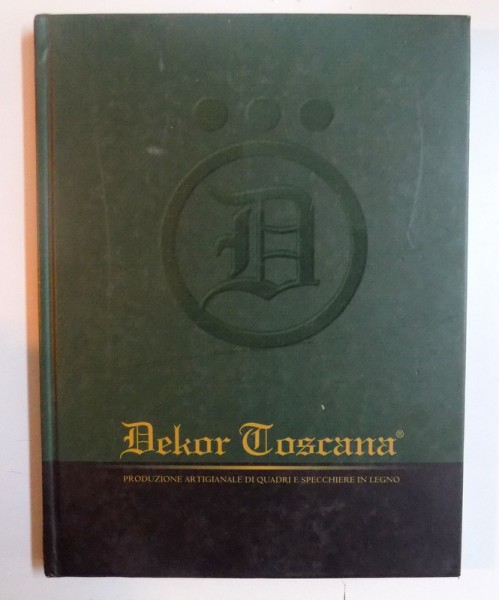 D
Dekor Toscana®
PRODUZIONE ARTIGIANALE DI QUADRI E SPECCHIERE IN LEGNO